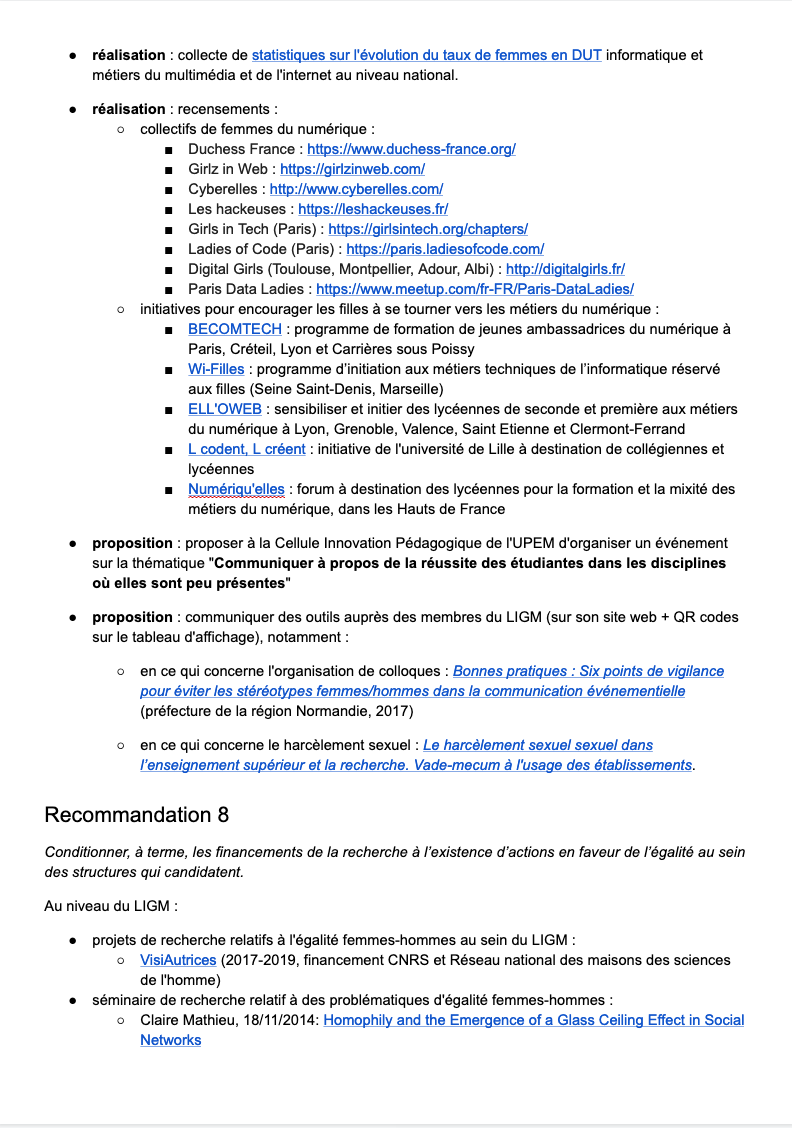 ● réalisation : collecte de statistiques sur l'évolution du taux de femmes en DUT informatique et
métiers du multimédia et de l'internet au niveau national.
● réalisation : recensements :
○ collectifs de femmes du numérique :
■ Duchess France : https://www.duchess-france.org/
■ Girlz in Web : https://girlzinweb.com/
■ Cyberelles : http://www.cyberelles.com/
■ Les hackeuses : https://leshackeuses.fr/
■ Girls in Tech (Paris) : https://girlsintech.org/chapters/
■ Ladies of Code (Paris) : https://paris.ladiesofcode.com/
■ Digital Girls (Toulouse, Montpellier, Adour, Albi) : http://digitalgirls.fr/
■ Paris Data Ladies : https://www.meetup.com/fr-FR/Paris-DataLadies/
○ initiatives pour encourager les filles à se tourner vers les métiers du numérique :
■ BECOMTECH : programme de formation de jeunes ambassadrices du numérique à
Paris, Créteil, Lyon et Carrières sous Poissy
■ Wi-Filles : programme d’initiation aux métiers techniques de l’informatique réservé
aux filles (Seine Saint-Denis, Marseille)
■ ELL'OWEB : sensibiliser et initier des lycéennes de seconde et première aux métiers
du numérique à Lyon, Grenoble, Valence, Saint Etienne et Clermont-Ferrand
■ L codent, L créent : initiative de l'université de Lille à destination de collégiennes et
lycéennes
■ Numériqu'elles : forum à destination des lycéennes pour la formation et la mixité des
métiers du numérique, dans les Hauts de France
● proposition : proposer à la Cellule Innovation Pédagogique de l'UPEM d'organiser un événement
sur la thématique "Communiquer à propos de la réussite des étudiantes dans les disciplines
où elles sont peu présentes"
● proposition : communiquer des outils auprès des membres du LIGM (sur son site web + QR codes
sur le tableau d'affichage), notamment :
○ en ce qui concerne l'organisation de colloques : Bonnes pratiques : Six points de vigilance
pour éviter les stéréotypes femmes/hommes dans la communication événementielle
(préfecture de la région Normandie, 2017)
○ en ce qui concerne le harcèlement sexuel : Le harcèlement sexuel sexuel dans
l’enseignement supérieur et la recherche. Vade-mecum à l'usage des établissements.
Recommandation 8
Conditionner, à terme, les financements de la recherche à l’existence d’actions en faveur de l’égalité au sein
des structures qui candidatent.
Au niveau du LIGM :
● projets de recherche relatifs à l'égalité femmes-hommes au sein du LIGM :
○ VisiAutrices (2017-2019, financement CNRS et Réseau national des maisons des sciences
de l'homme)
● séminaire de recherche relatif à des problématiques d'égalité femmes-hommes :
○ Claire Mathieu, 18/11/2014: Homophily and the Emergence of a Glass Ceiling Effect in Social
Networks